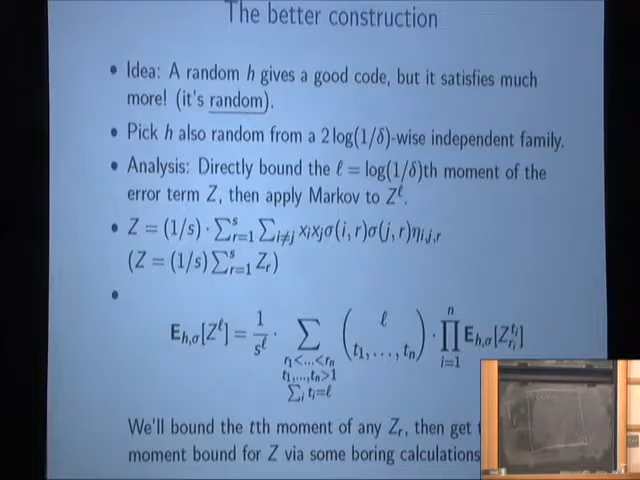 The better construction
• Idea: A random h gives a good code, but it satisfies much
more! (it's random).
• Pick h also random from a 2 log(1/δ)-wise independent family.
• Analysis: Directly bound the ℓ = log(1/δ)th moment of the
error term Z, then apply Markov to Z^ℓ.
• Z = (1/s) · ∑_{r=1}^{s} ∑_{i≠j} x_i x_j σ(i, r)σ(j, r)η_{i,j,r}
(Z = (1/s) ∑_{r=1}^{s} Z_r)
•
E_{h,σ}[Z^ℓ] = 1/s^ℓ · ∑_{r_1<...<r_n, t_1,...,t_n>1, ∑_i t_i=ℓ} (ℓ t_1, . . . , t_n) · ∏_{i=1}^{n} E_{h,σ}[Z_{r_i}^{t_i}]
We'll bound the tth moment of any Z_r, then get
moment bound for Z via some boring calculations